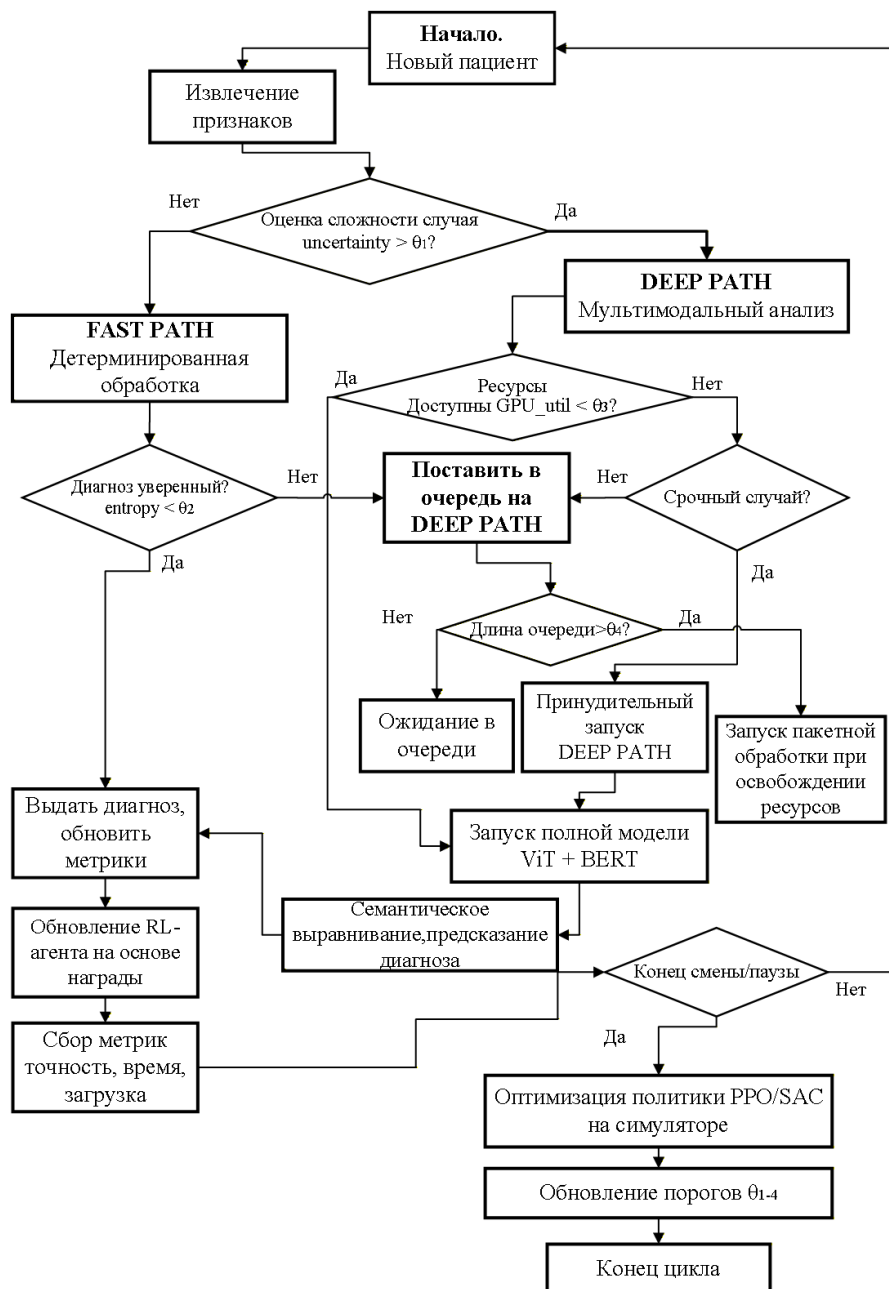 Начало.
Новый пациент
Извлечение
признаков
Нет
Оценка сложности случая
uncertainty > θ1?
Да
DEEP PATH
Мультимодальный анализ
FAST PATH
Детерминированная
обработка
Да
Ресурсы
Доступны GPU_util < θ3?
Нет
Диагноз уверенный?
entropy < θ2
Нет
Поставить в
очередь на
DEEP PATH
Нет
Срочный случай?
Да
Да
Нет
Длина очереди>θ4?
Да
Ожидание в
очереди
Принудительный
запуск
DEEP PATH
Запуск пакетной
обработки при
освобождении
ресурсов
Выдать диагноз,
обновить
метрики
Запуск полной модели
ViT + BERT
Обновление RL-
агента на основе
награды
Семантическое
выравнивание,предсказание
диагноза
Конец смены/паузы
Нет
Да
Сбор метрик
точность, время,
загрузка
Оптимизация политики PPO/SAC
на симуляторе
Обновление порогов θ1-4
Конец цикла